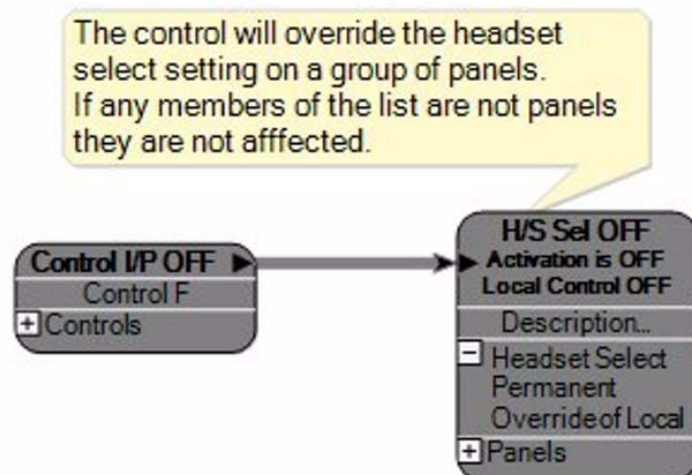 The control will override the headset
select setting on a group of panels.
If any members of the list are not panels
they are not afffected.
Control I/P OFF
Control F
+ Controls
H/S Sel OFF
Activation is OFF
Local Control OFF
Description...
- Headset Select
Permanent
Override of Local
+ Panels